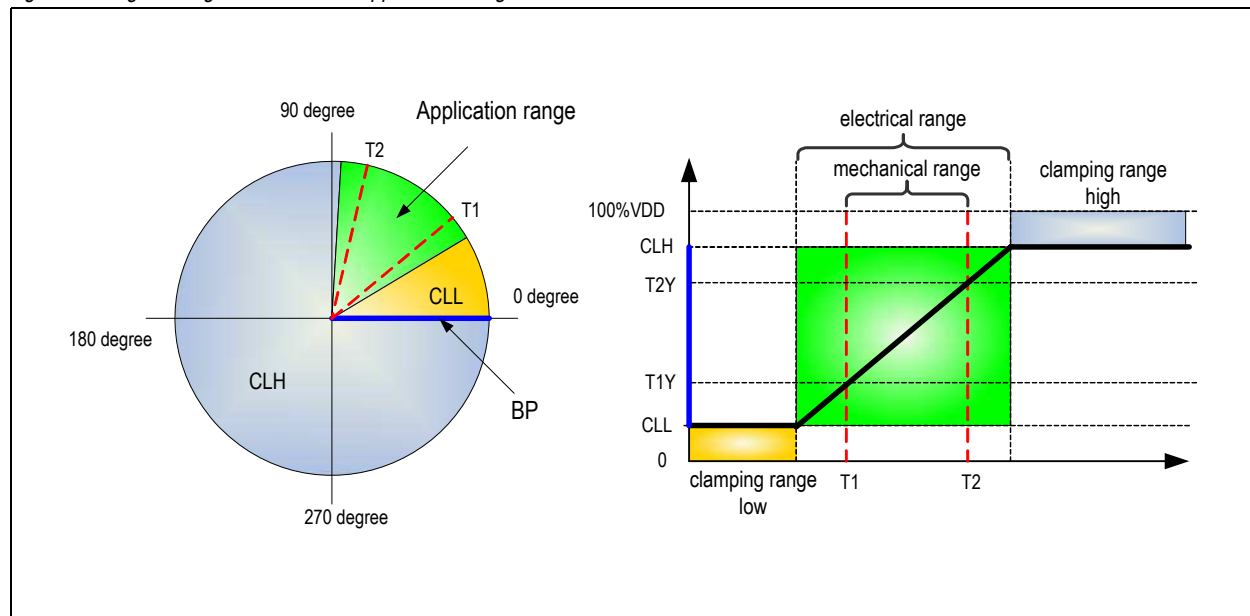 90 degree
Application range
T2
T1
CLL
0 degree
180 degree
CLH
BP
270 degree
electrical range
mechanical range
clamping range
high
100%VDD
CLH
T2Y
T1Y
CLL
0
clamping range
low
T1
T2